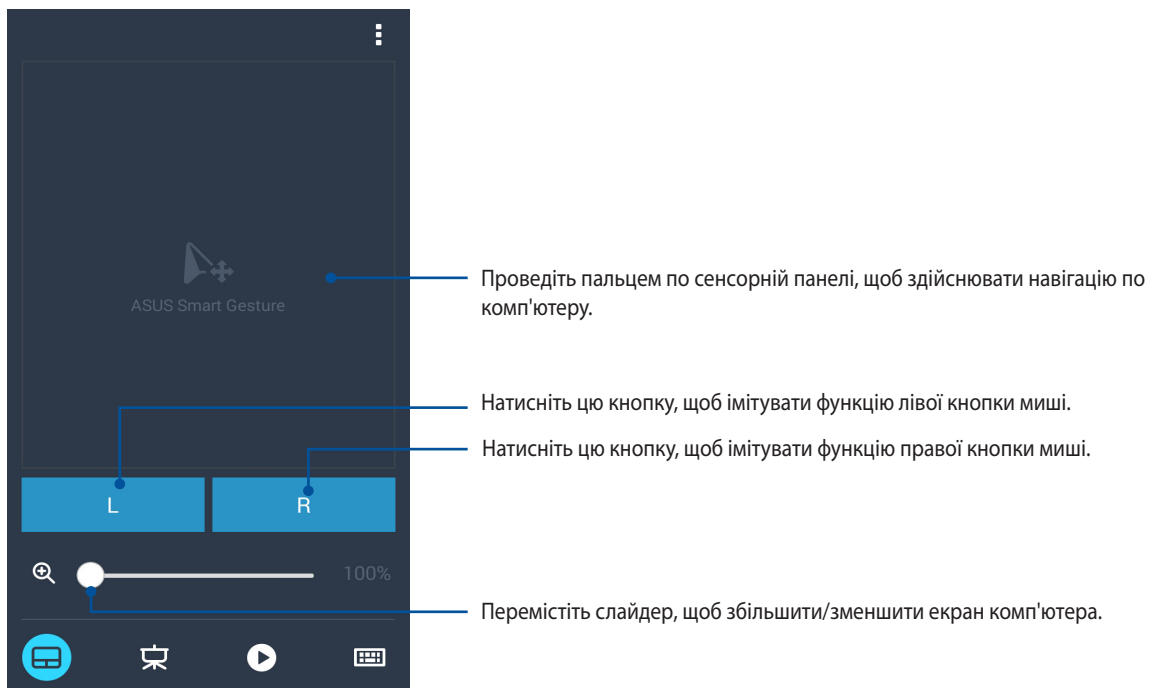 ASUS Smart Gesture
Проведіть пальцем по сенсорній панелі, щоб здійснювати навігацію по
комп'ютеру.
Натисніть цю кнопку, щоб імітувати функцію лівої кнопки миші.
Натисніть цю кнопку, щоб імітувати функцію правої кнопки миші.
L R
100%
Перемістіть слайдер, щоб збільшити/зменшити екран комп'ютера.